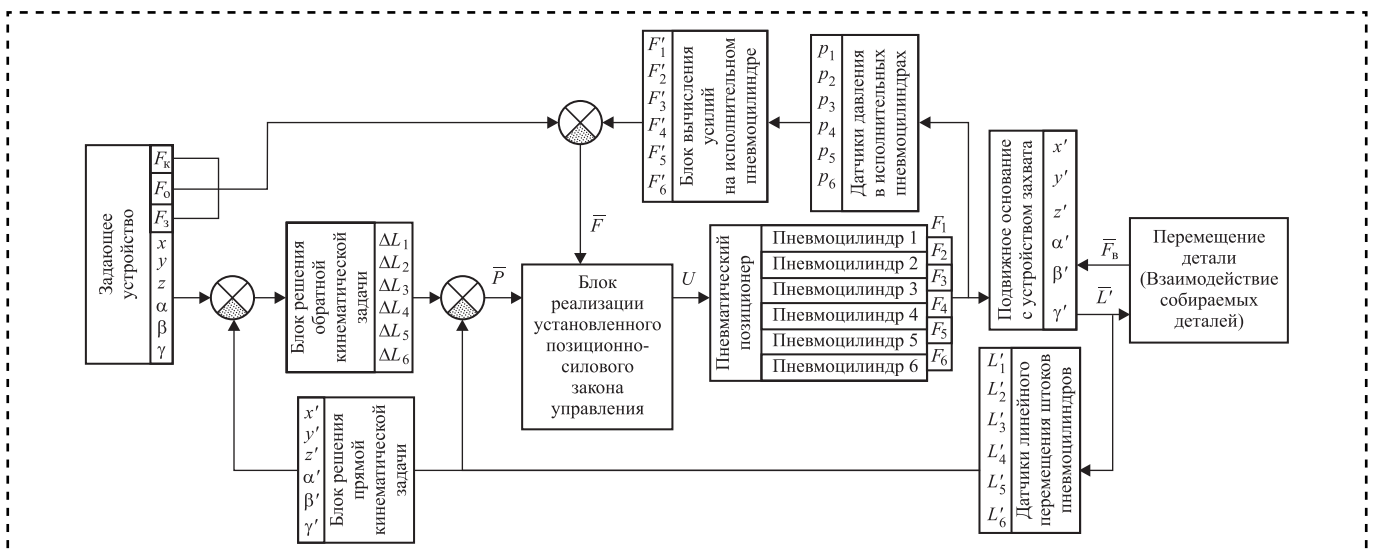 Задающее
устройство
Fк
Fо
Fз
x
y
z
α
β
γ
Блок решения
обратной
кинематической
задачи
ΔL1
ΔL2
ΔL3
ΔL4
ΔL5
ΔL6
P̅
F̅
F′1
F′2
F′3
F′4
F′5
F′6
Блок вычисления
усилий
на исполнительном
пневмоцилиндре
p1
p2
p3
p4
p5
p6
Датчики давления
в исполнительных
пневмоцилиндрах
Блок
реализации
установленного
позиционно-
силового
закона
управления
U
Пневматический
позиционер
Пневмоцилиндр 1
Пневмоцилиндр 2
Пневмоцилиндр 3
Пневмоцилиндр 4
Пневмоцилиндр 5
Пневмоцилиндр 6
F1
F2
F3
F4
F5
F6
Подвижное основание
с устройством захвата
x′
y′
z′
α′
β′
γ′
F̅в
L̅′
Перемещение
детали
(Взаимодействие
собираемых
деталей)
x′
y′
z′
α′
β′
γ′
Блок решения
прямой
кинематической
задачи
L′1
L′2
L′3
L′4
L′5
L′6
Датчики линейного
перемещения штоков
пневмоцилиндров